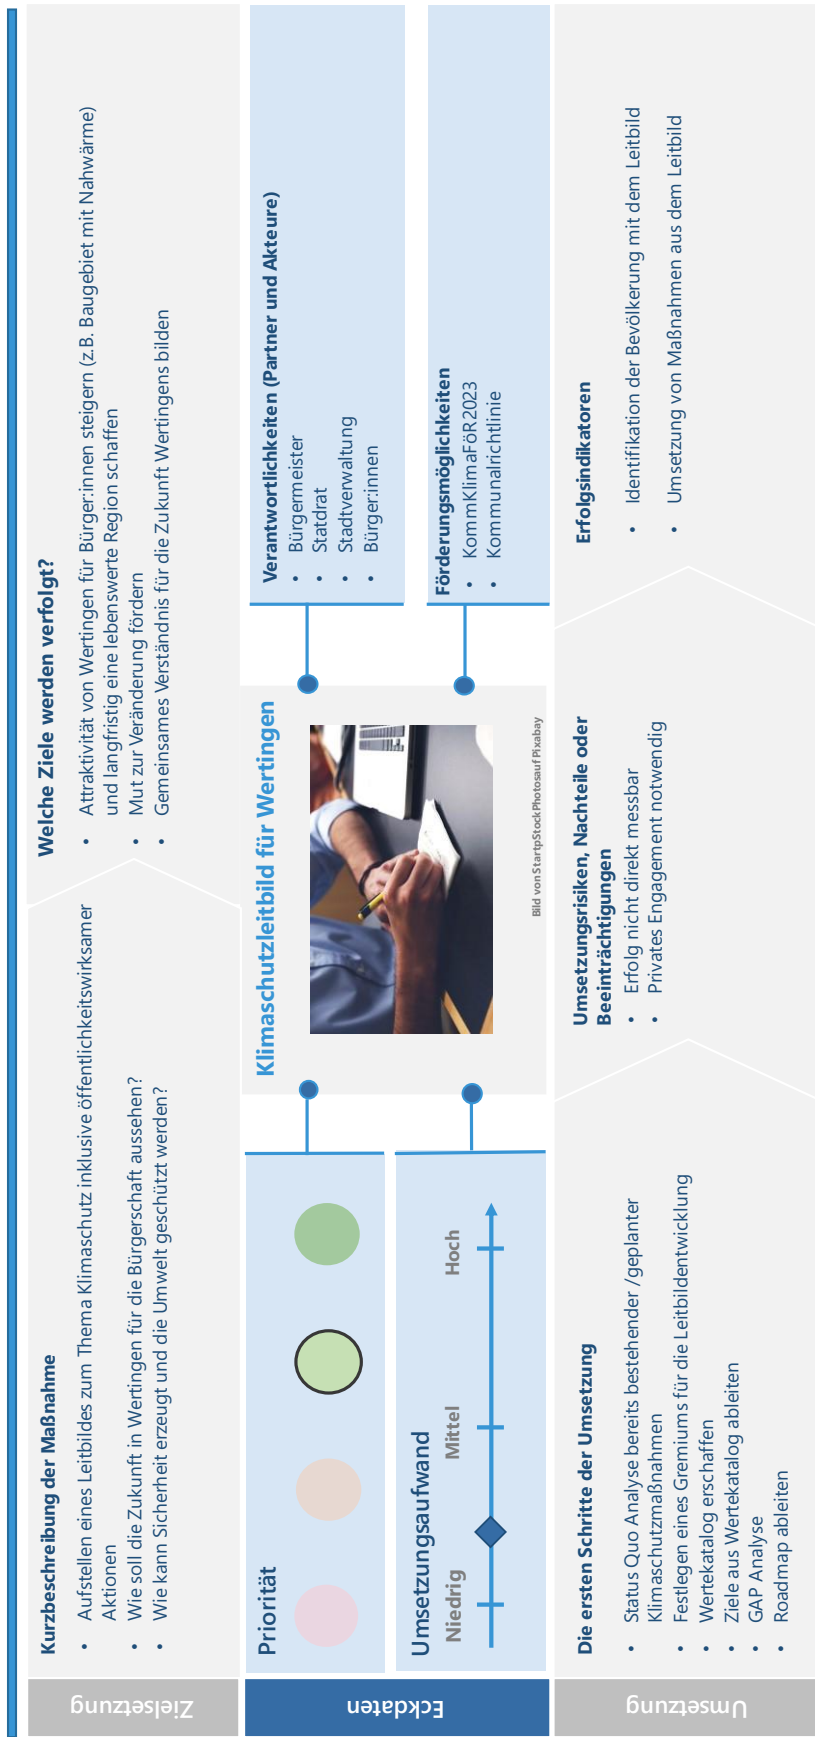 Zielsetzung
Kurzbeschreibung der Maßnahme
• Aufstellen eines Leitbildes zum Thema Klimaschutz inklusive öffentlichkeitswirksamer
Aktionen
• Wie soll die Zukunft in Wertingen für die Bürgerschaft aussehen?
• Wie kann Sicherheit erzeugt und die Umwelt geschützt werden?
Welche Ziele werden verfolgt?
• Attraktivität von Wertingen für Bürger:innen steigern (z.B. Baugebiet mit Nahwärme)
und langfristig eine lebenswerte Region schaffen
• Mut zur Veränderung fördern
• Gemeinsames Verständnis für die Zukunft Wertingens bilden
Eckdaten
Priorität
Umsetzungsaufwand
Niedrig
Mittel
Hoch
Klimaschutzleitbild für Wertingen
Bild von StartpStockPhotosauf Pixabay
Verantwortlichkeiten (Partner und Akteure)
• Bürgermeister
• Statdrat
• Stadtverwaltung
• Bürger:innen
Förderungsmöglichkeiten
• KommKlimaFöR2023
• Kommunalrichtlinie
Umsetzung
Die ersten Schritte der Umsetzung
• Status Quo Analyse bereits bestehender /geplanter
Klimaschutzmaßnahmen
• Festlegen eines Gremiums für die Leitbildentwicklung
• Wertekatalog erschaffen
• Ziele aus Wertekatalog ableiten
• GAP Analyse
• Roadmap ableiten
Umsetzungsrisiken, Nachteile oder
Beeinträchtigungen
• Erfolg nicht direkt messbar
• Privates Engagement notwendig
Erfolgsindikatoren
• Identifikation der Bevölkerung mit dem Leitbild
• Umsetzung von Maßnahmen aus dem Leitbild